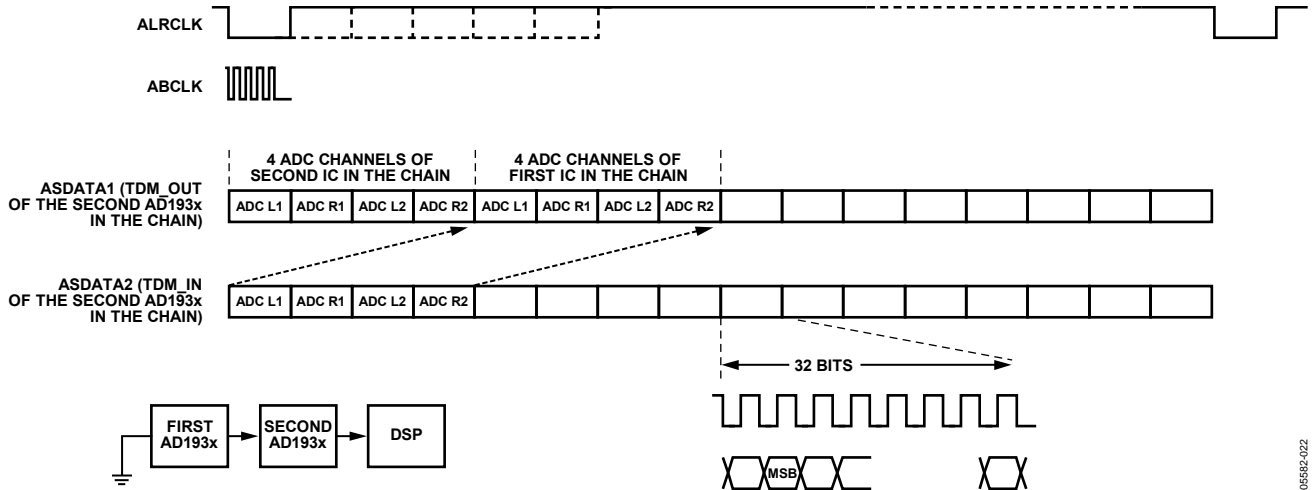 ALRCLK
ABCLK
4 ADC CHANNELS OF
SECOND IC IN THE CHAIN
4 ADC CHANNELS OF
FIRST IC IN THE CHAIN
ASDATA1 (TDM_OUT
OF THE SECOND AD193x
IN THE CHAIN)
ADC L1 ADC R1 ADC L2 ADC R2 ADC L1 ADC R1 ADC L2 ADC R2
ASDATA2 (TDM_IN
OF THE SECOND AD193x
IN THE CHAIN)
ADC L1 ADC R1 ADC L2 ADC R2
32 BITS
FIRST
AD193x
SECOND
AD193x
DSP
MSB
05582-022